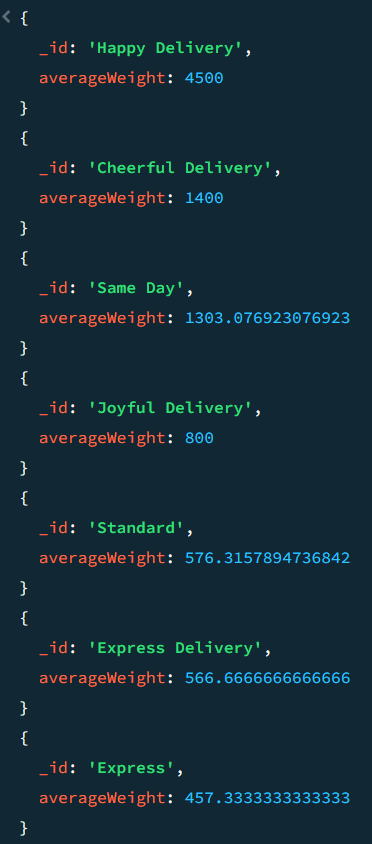 {
_id: 'Happy Delivery',
averageWeight: 4500
}
{
_id: 'Cheerful Delivery',
averageWeight: 1400
}
{
_id: 'Same Day',
averageWeight: 1303.076923076923
}
{
_id: 'Joyful Delivery',
averageWeight: 800
}
{
_id: 'Standard',
averageWeight: 576.3157894736842
}
{
_id: 'Express Delivery',
averageWeight: 566.6666666666666
}
{
_id: 'Express',
averageWeight: 457.3333333333333
}